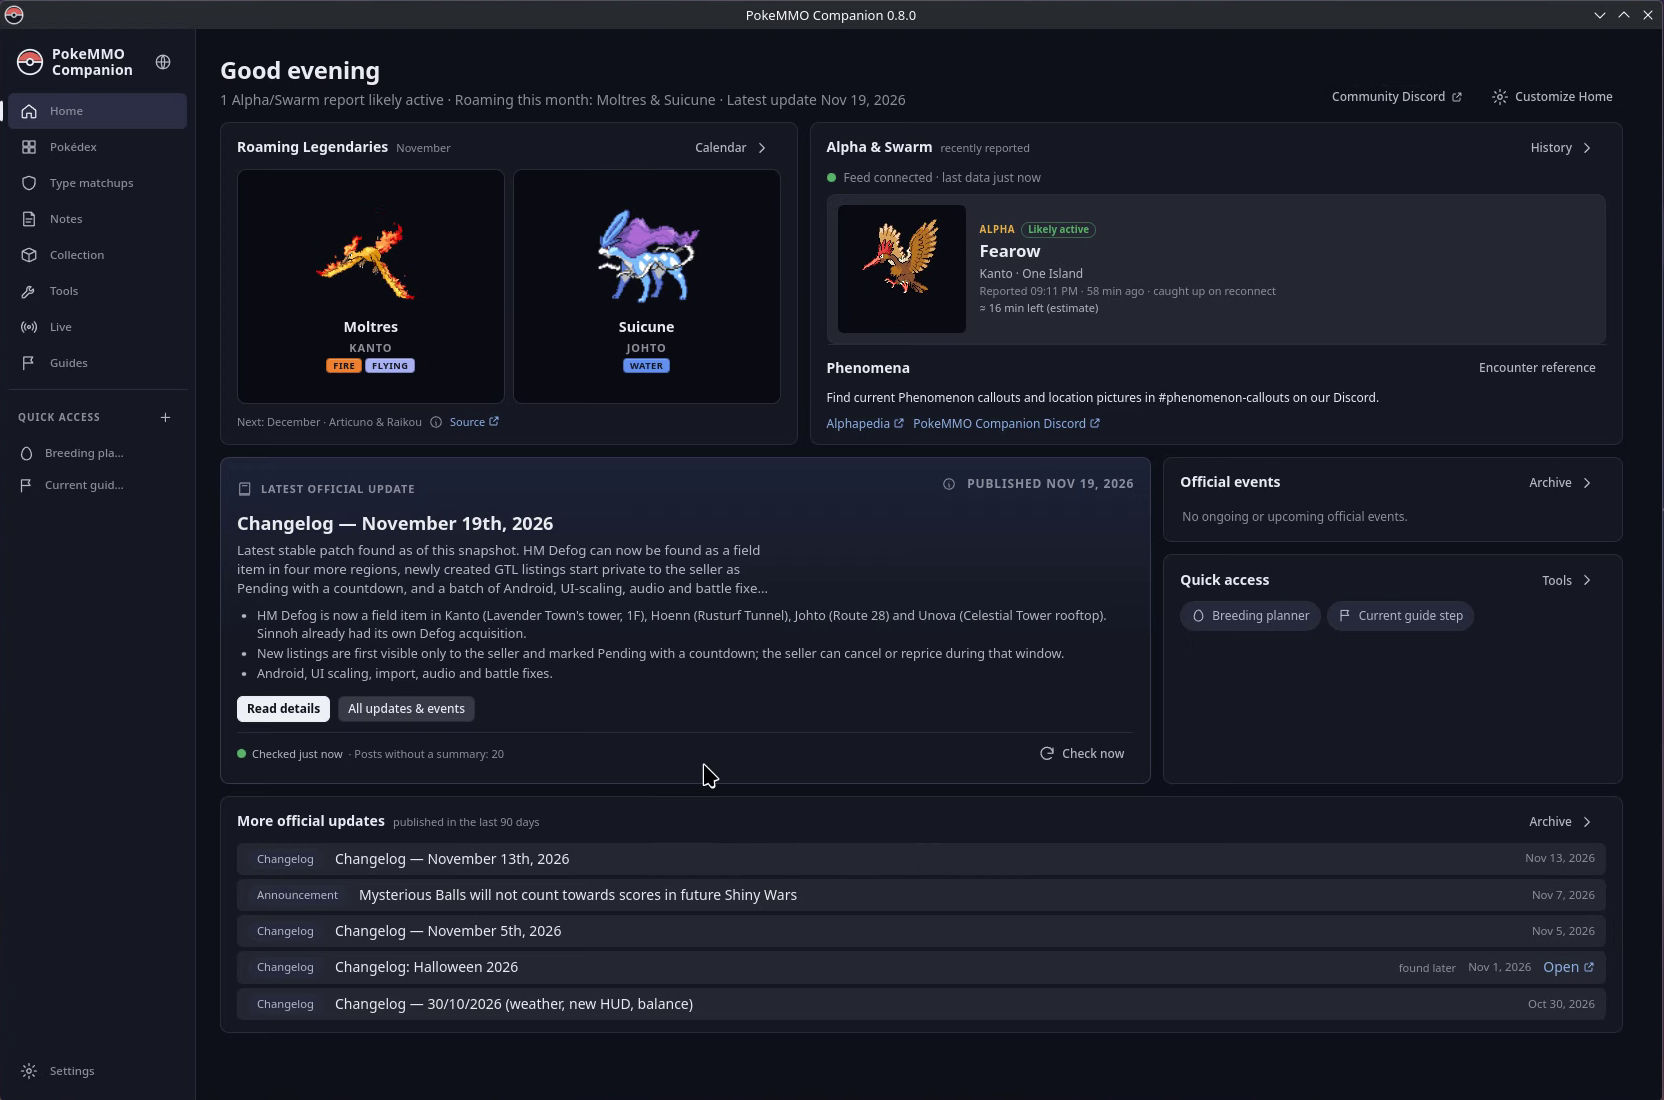 PokeMMO Companion 0.8.0
PokeMMO
Companion
Home
Pokédex
Type matchups
Notes
Collection
Tools
Live
Guides
QUICK ACCESS
Breeding pla...
Current guid...
Settings
Good evening
1 Alpha/Swarm report likely active · Roaming this month: Moltres & Suicune · Latest update Nov 19, 2026
Community Discord
Customize Home
Roaming Legendaries November
Calendar
Moltres
KANTO
FIRE FLYING
Suicune
JOHTO
WATER
Next: December · Articuno & Raikou Source
Alpha & Swarm recently reported
History
Feed connected · last data just now
ALPHA Likely active
Fearow
Kanto · One Island
Reported 09:11 PM · 58 min ago · caught up on reconnect
≈ 16 min left (estimate)
Phenomena
Encounter reference
Find current Phenomenon callouts and location pictures in #phenomenon-callouts on our Discord.
Alphapedia PokeMMO Companion Discord
LATEST OFFICIAL UPDATE
PUBLISHED NOV 19, 2026
Changelog — November 19th, 2026
Latest stable patch found as of this snapshot. HM Defog can now be found as a field
item in four more regions, newly created GTL listings start private to the seller as
Pending with a countdown, and a batch of Android, UI-scaling, audio and battle fixe...
• HM Defog is now a field item in Kanto (Lavender Town's tower, 1F), Hoenn (Rusturf Tunnel), Johto (Route 28) and Unova (Celestial Tower rooftop).
Sinnoh already had its own Defog acquisition.
• New listings are first visible only to the seller and marked Pending with a countdown; the seller can cancel or reprice during that window.
• Android, UI scaling, import, audio and battle fixes.
Read details
All updates & events
Checked just now · Posts without a summary: 20
Check now
Official events
Archive
No ongoing or upcoming official events.
Quick access
Tools
Breeding planner
Current guide step
More official updates published in the last 90 days
Archive
Changelog Changelog — November 13th, 2026 Nov 13, 2026
Announcement Mysterious Balls will not count towards scores in future Shiny Wars Nov 7, 2026
Changelog Changelog — November 5th, 2026 Nov 5, 2026
Changelog Changelog: Halloween 2026 found later Nov 1, 2026 Open
Changelog Changelog — 30/10/2026 (weather, new HUD, balance) Oct 30, 2026